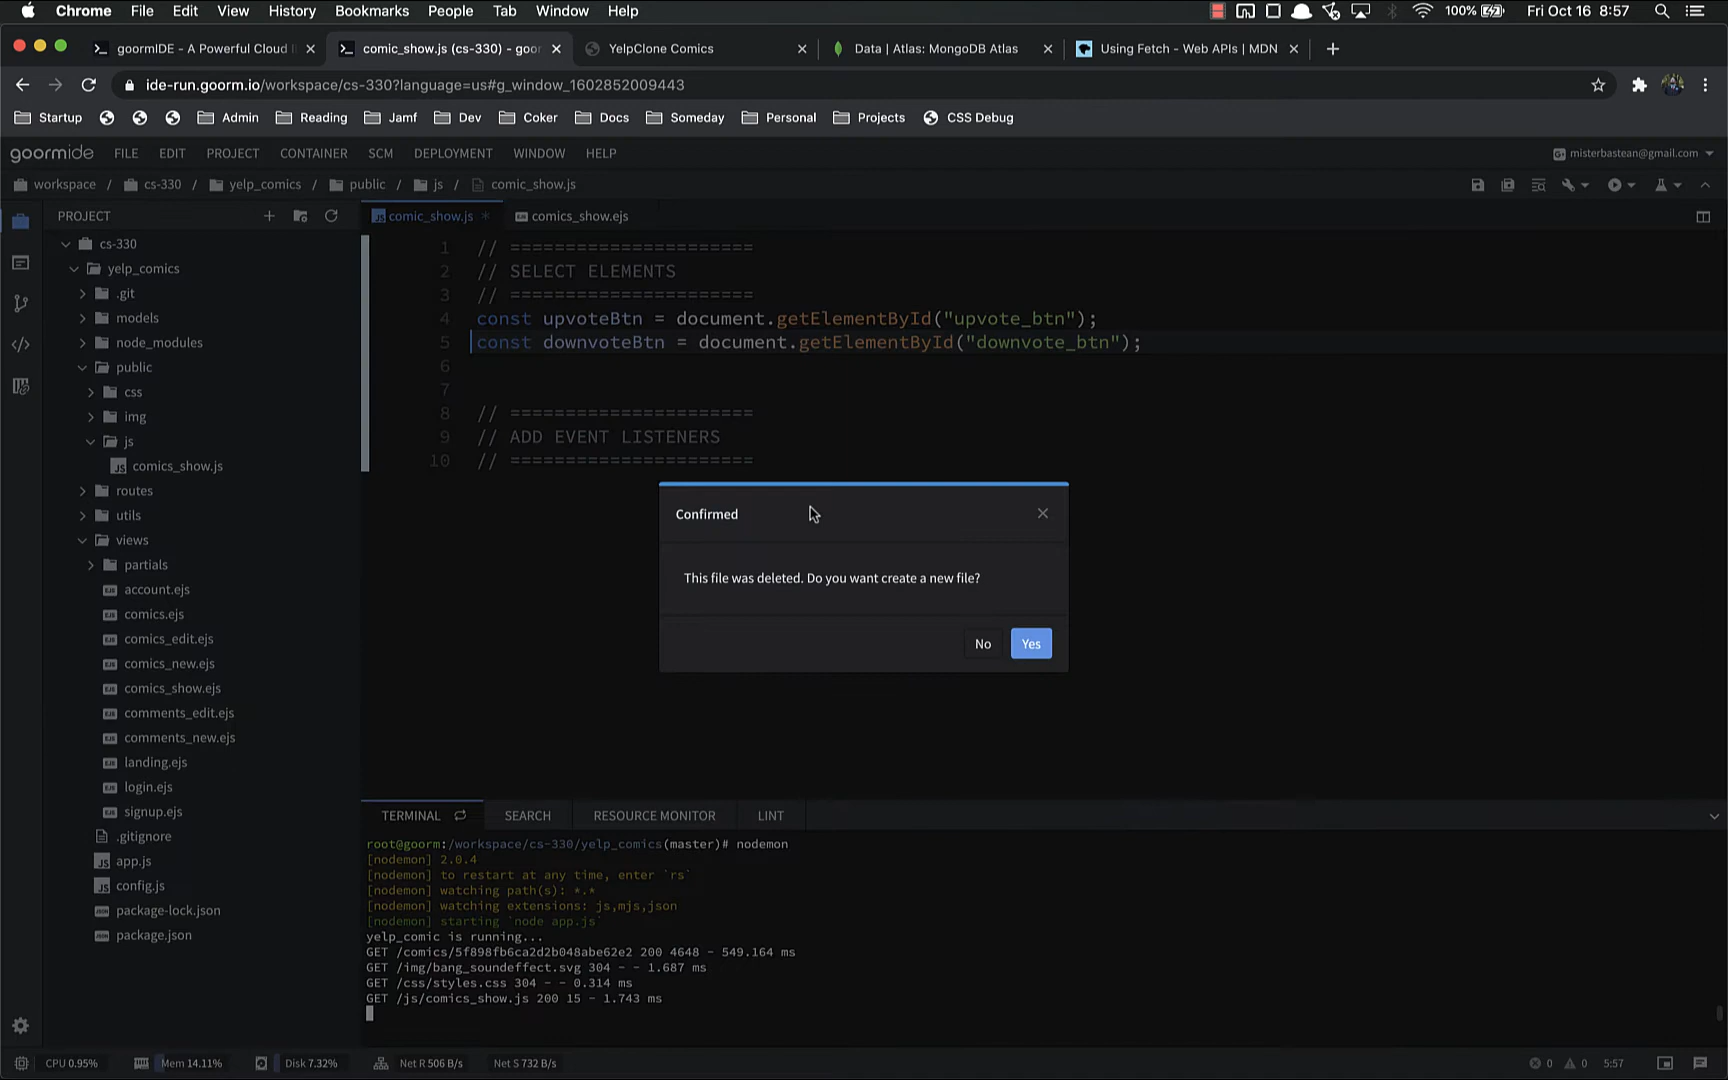 Chrome File Edit View History Bookmarks People Tab Window Help 100% Fri Oct 16 8:57
goormIDE - A Powerful Cloud I comic_show.js (cs-330) - goor YelpClone Comics Data | Atlas: MongoDB Atlas Using Fetch - Web APIs | MDN
ide-run.goorm.io/workspace/cs-330?language=us#g_window_1602852009443
Startup Admin Reading Jamf Dev Coker Docs Someday Personal Projects CSS Debug
goormide FILE EDIT PROJECT CONTAINER SCM DEPLOYMENT WINDOW HELP misterbastean@gmail.com
workspace / cs-330 / yelp_comics / public / js / comic_show.js
PROJECT
cs-330
yelp_comics
.git
models
node_modules
public
css
img
js
comics_show.js
routes
utils
views
partials
account.ejs
comics.ejs
comics_edit.ejs
comics_new.ejs
comics_show.ejs
comments_edit.ejs
comments_new.ejs
landing.ejs
login.ejs
signup.ejs
.gitignore
app.js
config.js
package-lock.json
package.json
comic_show.js * comics_show.ejs
1 // ======================
2 // SELECT ELEMENTS
3 // ======================
4 const upvoteBtn = document.getElementById("upvote_btn");
5 const downvoteBtn = document.getElementById("downvote_btn");
6
7
8 // ======================
9 // ADD EVENT LISTENERS
10 // ======================
Confirmed
This file was deleted. Do you want create a new file?
No Yes
TERMINAL SEARCH RESOURCE MONITOR LINT
root@goorm:/workspace/cs-330/yelp_comics(master)# nodemon
[nodemon] 2.0.4
[nodemon] to restart at any time, enter `rs`
[nodemon] watching path(s): *.*
[nodemon] watching extensions: js,mjs,json
[nodemon] starting `node app.js`
yelp_comic is running...
GET /comics/5f898fb6ca2d2b048abe62e2 200 4648 - 549.164 ms
GET /img/bang_soundeffect.svg 304 - - 1.687 ms
GET /css/styles.css 304 - - 0.314 ms
GET /js/comics_show.js 200 15 - 1.743 ms
CPU 0.95% Mem 14.11% Disk 7.32% Net R 506 B/s Net S 732 B/s 0 0 5:57